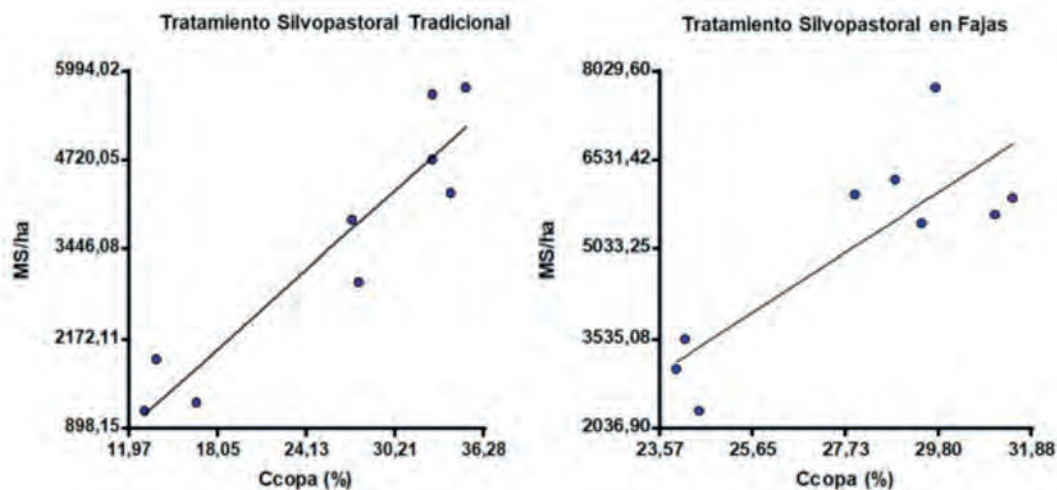 Tratamiento Silvopastoral Tradicional
5994,02
4720,05
3446,08
2172,11
898,15
MS/ha
11,97 18,05 24,13 30,21 36,28
Ccopa (%)
Tratamiento Silvopastoral en Fajas
8029,60
6531,42
5033,25
3535,08
2036,90
MS/ha
23,57 25,65 27,73 29,80 31,88
Ccopa (%)